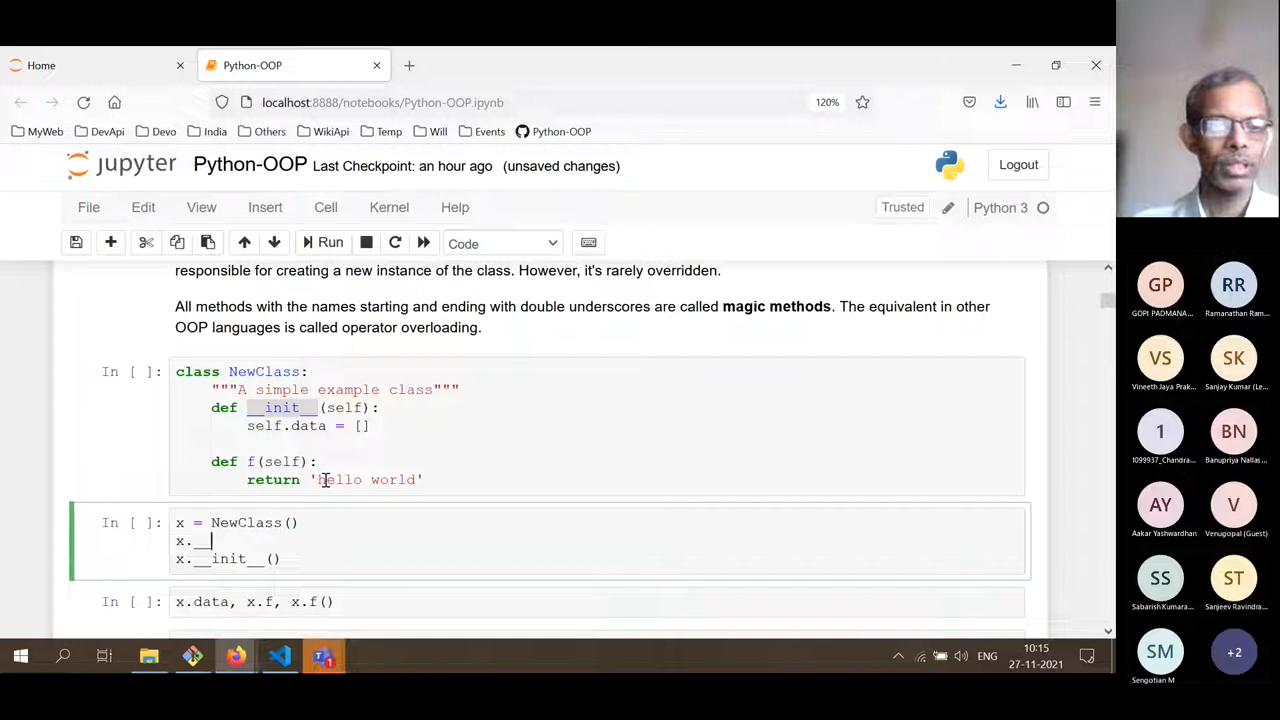 Home
Python-OOP
localhost:8888/notebooks/Python-OOP.ipynb
120%
MyWeb DevApi Devo India Others WikiApi Temp Will Events Python-OOP
jupyter Python-OOP Last Checkpoint: an hour ago (unsaved changes)
Logout
File Edit View Insert Cell Kernel Help
Trusted Python 3
Run Code
responsible for creating a new instance of the class. However, it's rarely overridden.
All methods with the names starting and ending with double underscores are called magic methods. The equivalent in other
OOP languages is called operator overloading.
In [ ]: class NewClass:
"""A simple example class"""
def __init__(self):
self.data = []
def f(self):
return 'hello world'
In [ ]: x = NewClass()
x.__
x.__init__()
In [ ]: x.data, x.f, x.f()
ENG
10:15
27-11-2021
1
GP
GOPI PADMANA...
RR
Ramanathan Ram...
VS
Vineeth Jaya Prak...
SK
Sanjay Kumar (Le...
1
1099937_Chandra...
BN
Banupriya Nallas...
AY
Aakar Yashwardhan
V
Venugopal (Guest)
SS
Sabarish Kumara...
ST
Sanjeev Ravindra...
SM
Sengotian M
+2